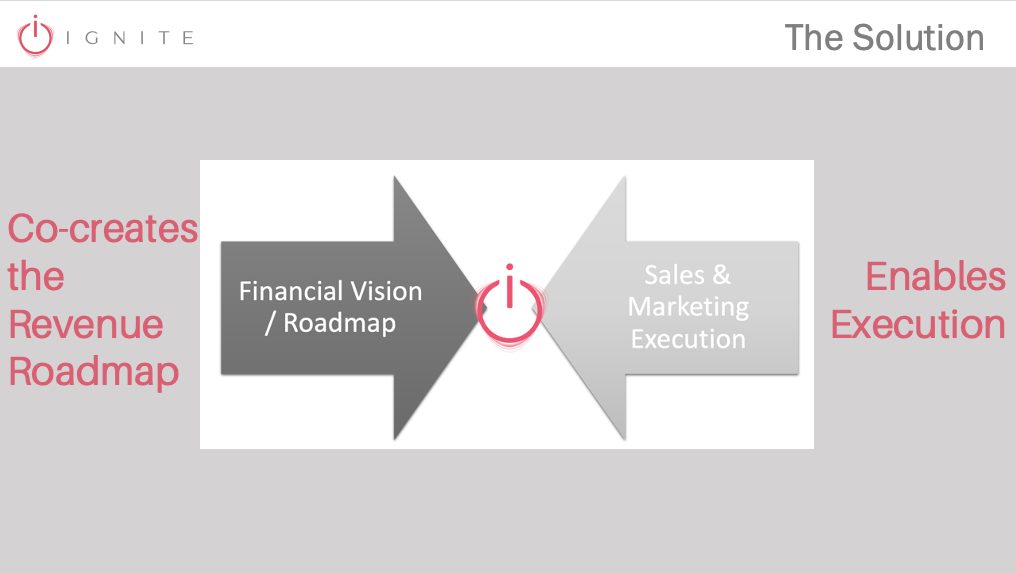 IGNITE
The Solution
Co-creates
the
Revenue
Roadmap
Financial Vision
/ Roadmap
Sales &
Marketing
Execution
Enables
Execution